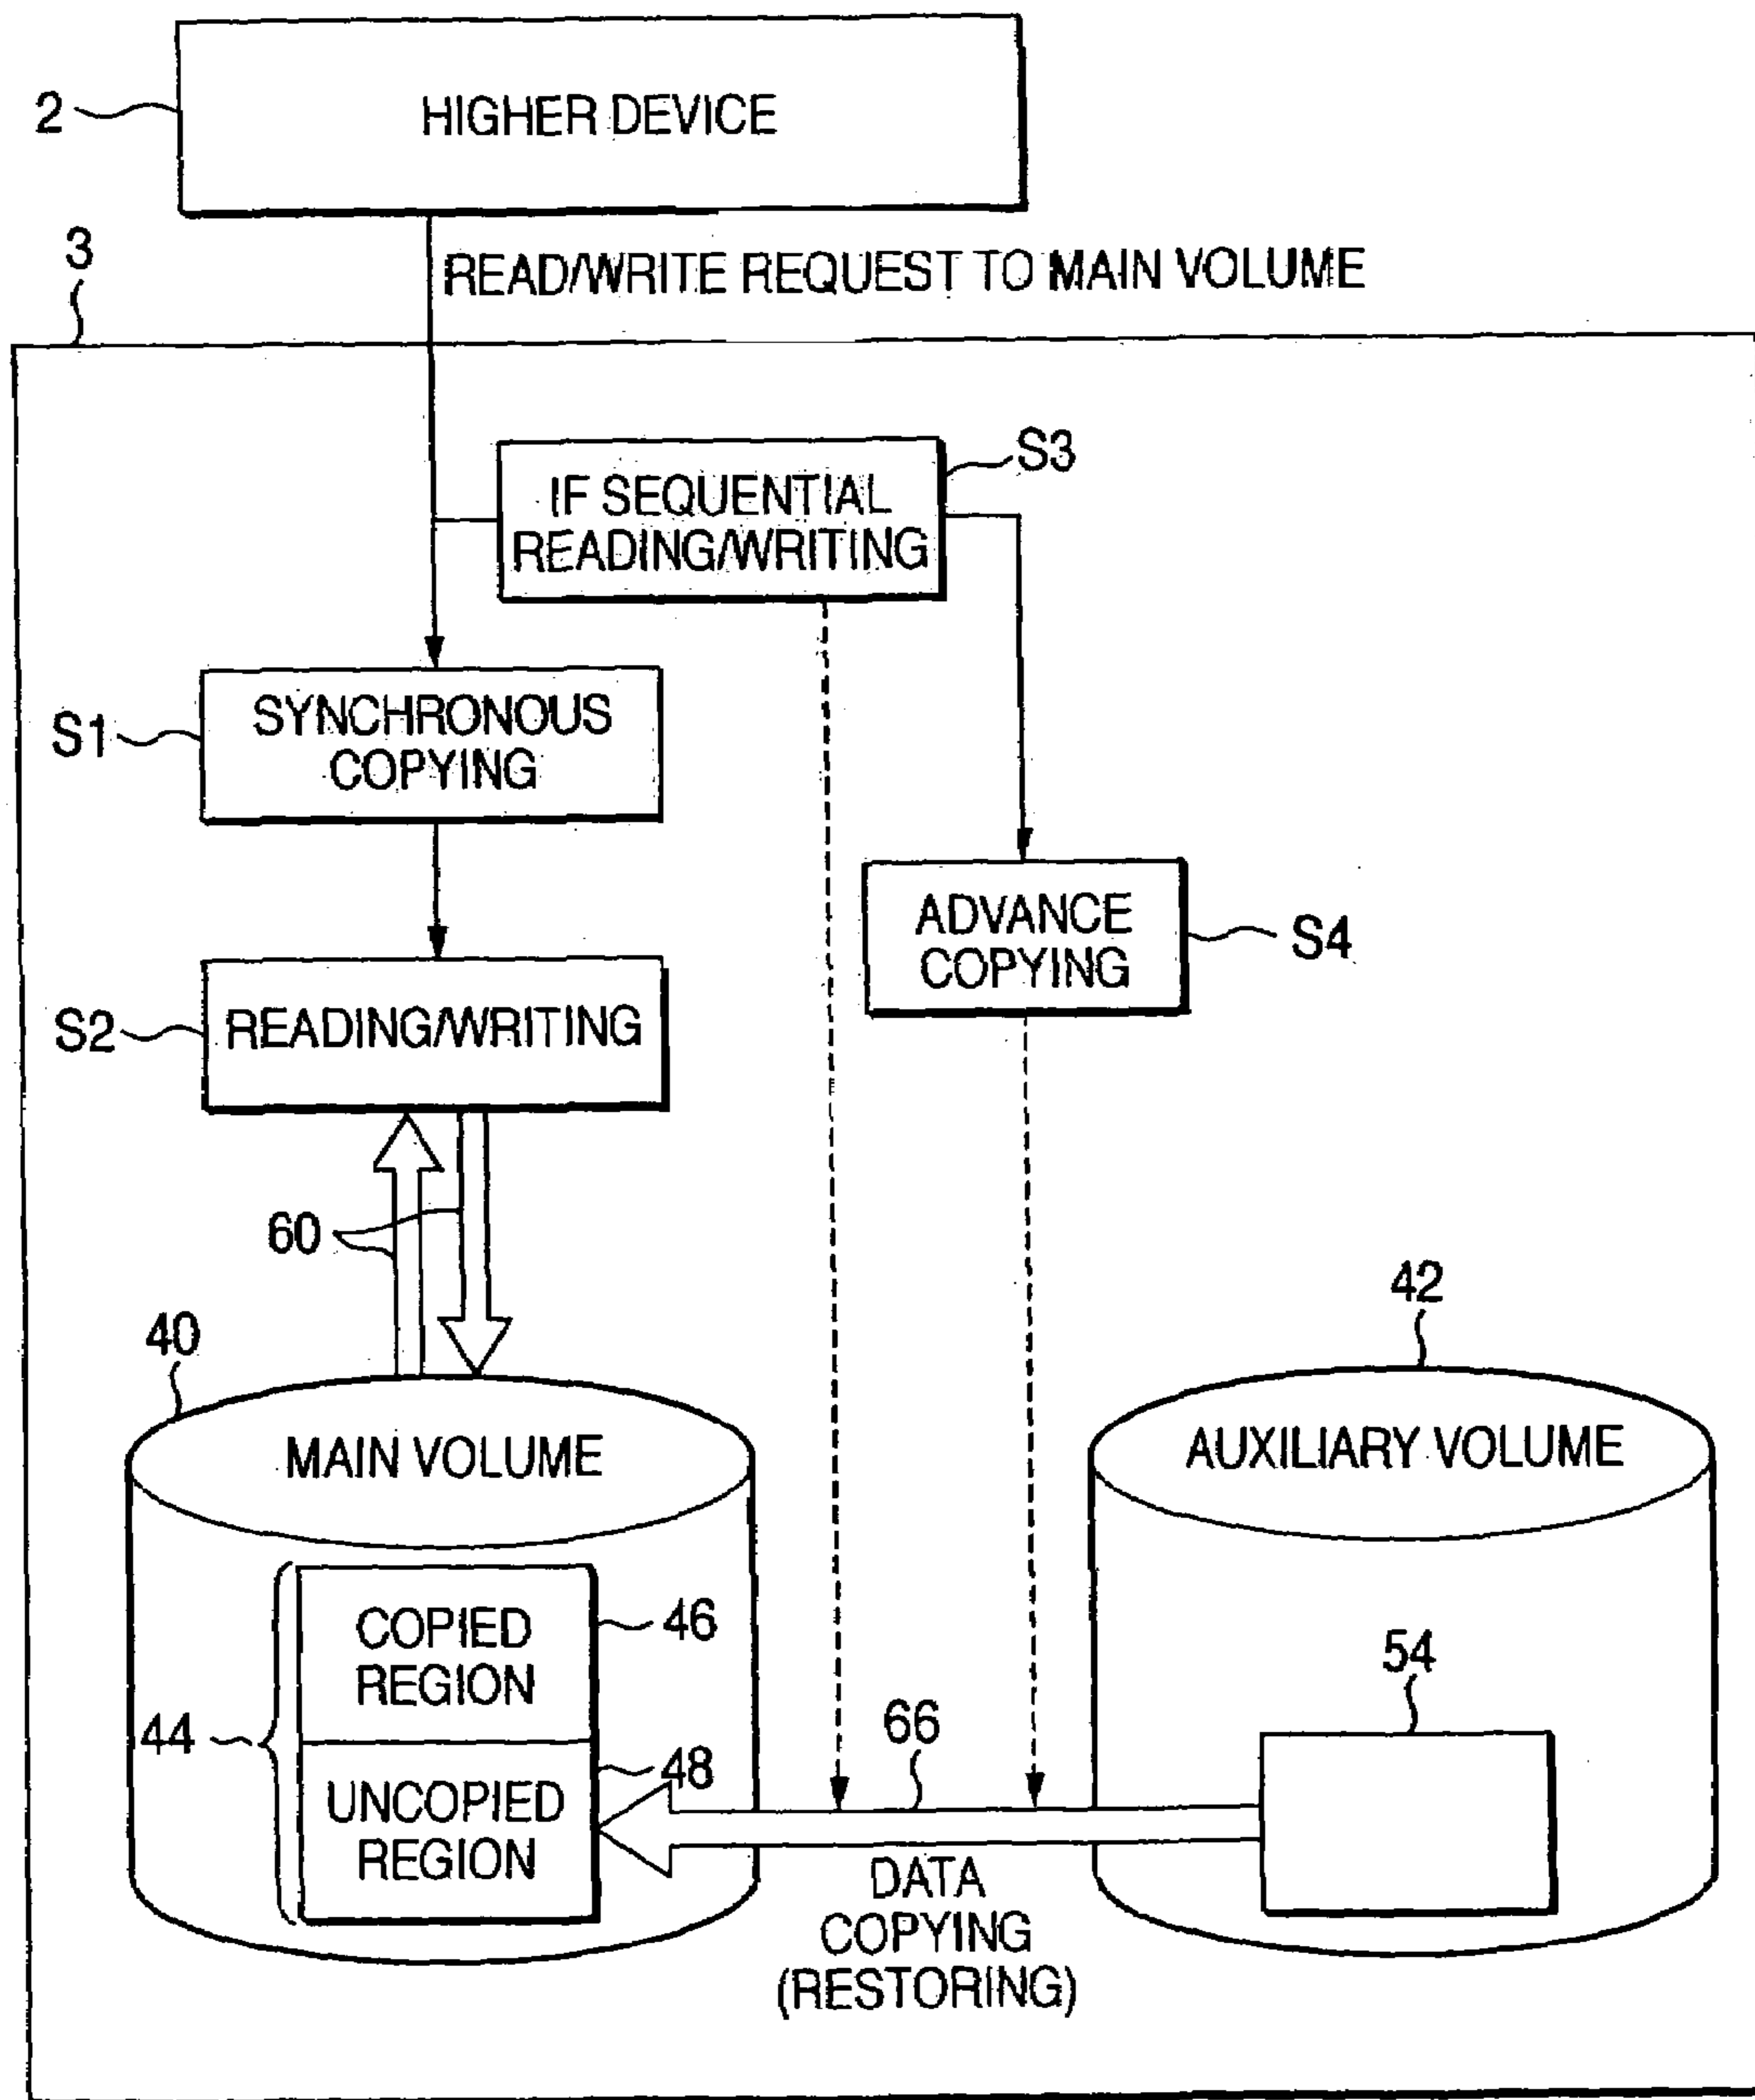 HIGHER DEVICE
2
READ/WRITE REQUEST TO MAIN VOLUME
3
IF SEQUENTIAL
READING/WRITING
S3
SYNCHRONOUS
COPYING
S1
ADVANCE
COPYING
S4
READING/WRITING
S2
60
40
42
MAIN VOLUME
AUXILIARY VOLUME
COPIED
REGION
46
44
54
66
48
UNCOPIED
REGION
DATA
COPYING
(RESTORING)